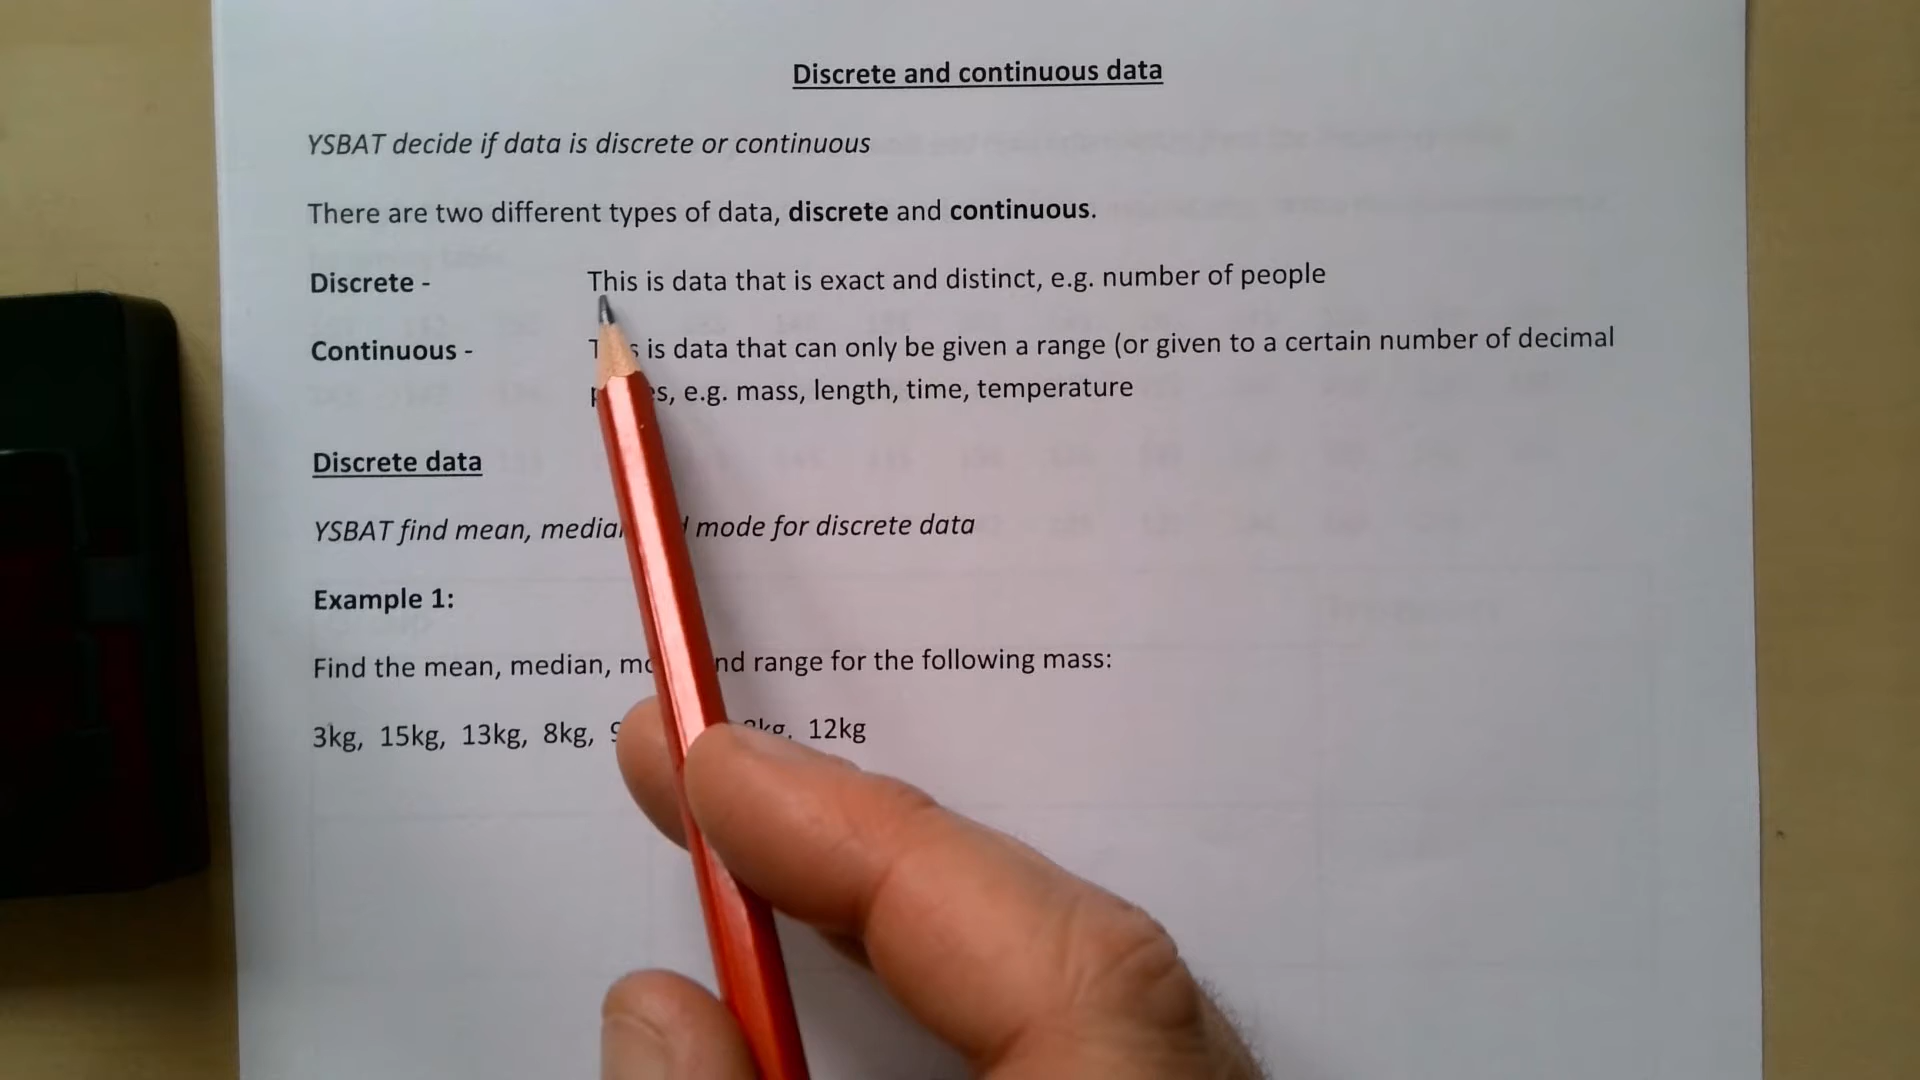 Discrete and continuous data
YSBAT decide if data is discrete or continuous
There are two different types of data, discrete and continuous.
Discrete - This is data that is exact and distinct, e.g. number of people
Continuous - This is data that can only be given a range (or given to a certain number of decimal
e.g. mass, length, time, temperature
Discrete data
YSBAT find mean, median mode for discrete data
Example 1:
Find the mean, median, and range for the following mass:
3kg, 15kg, 13kg, 8kg, 12kg